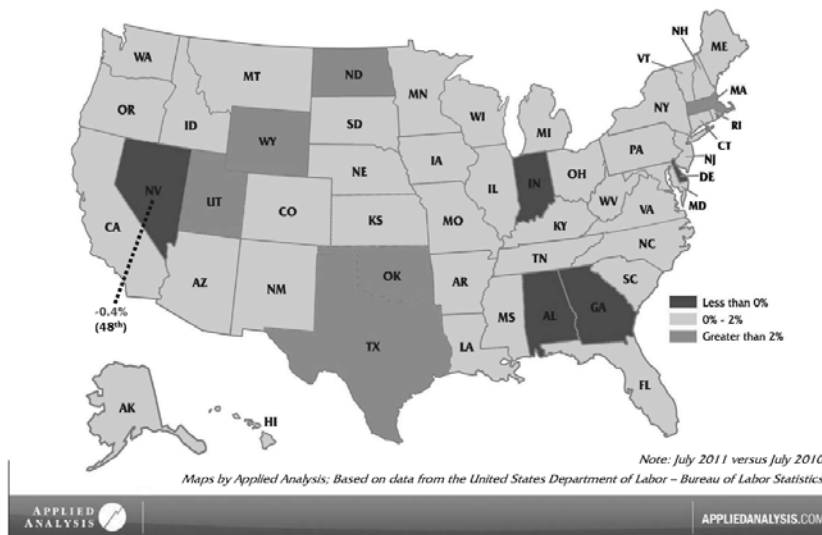 NH
WA
ME
VT
MT
ND
MN
MA
OR
NY
WI
SD
ID
MI
RI
WY
CT
PA
IA
NE
NJ
NV
OH
IN
DE
IL
UT
WV
CO
MD
CA
VA
KS
MO
KY
NC
TN
OK
AZ
NM
AR
SC
-0.4%
(48th)
MS
AL
GA
LA
TX
FL
Less than 0%
0% - 2%
Greater than 2%
AK
HI
Note: July 2011 versus July 2010
Maps by Applied Analysis; Based on data from the United States Department of Labor – Bureau of Labor Statistics
APPLIED
ANALYSIS
APPLIEDANALYSIS.COM